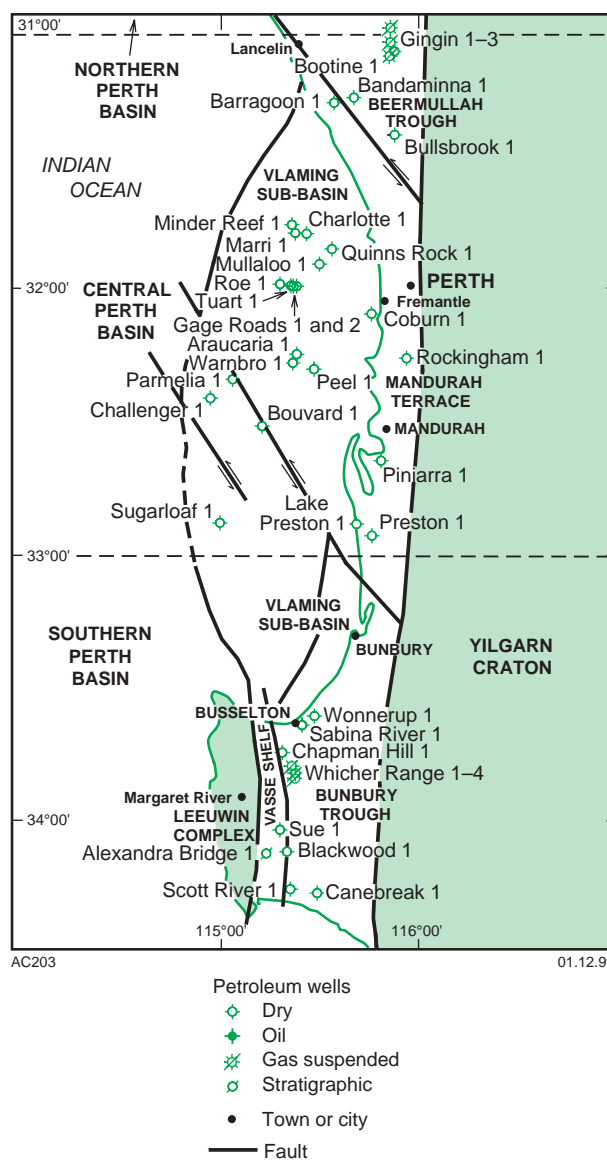 31°00'
Lancelin
Gingin 1–3
NORTHERN
PERTH
BASIN
Bootine 1
Bandaminna 1
Barragoon 1
BEERMULLAH
TROUGH
Bullsbrook 1
INDIAN
OCEAN
VLAMING
SUB-BASIN
Minder Reef 1
Charlotte 1
Marri 1
Quinns Rock 1
Mullaloo 1
32°00'
Roe 1
PERTH
CENTRAL
PERTH
BASIN
Tuart 1
Fremantle
Gage Roads 1 and 2
Coburn 1
Araucaria 1
Warnbro 1
Rockingham 1
Parmelia 1
Peel 1
MANDURAH
TERRACE
Challenger 1
Bouvard 1
MANDURAH
Pinjarra 1
Sugarloaf 1
Lake
Preston 1
Preston 1
33°00'
VLAMING
SUB-BASIN
SOUTHERN
PERTH
BASIN
BUNBURY
YILGARN
CRATON
BUSSELTON
Wonnerup 1
Sabina River 1
VASSE SHELF
Chapman Hill 1
Whicher Range 1–4
Margaret River
BUNBURY
TROUGH
34°00'
LEEUWIN
COMPLEX
Sue 1
Alexandra Bridge 1
Blackwood 1
Scott River 1
Canebreak 1
115°00'
116°00'
AC203
01.12.9
Petroleum wells
Dry
Oil
Gas suspended
Stratigraphic
Town or city
Fault